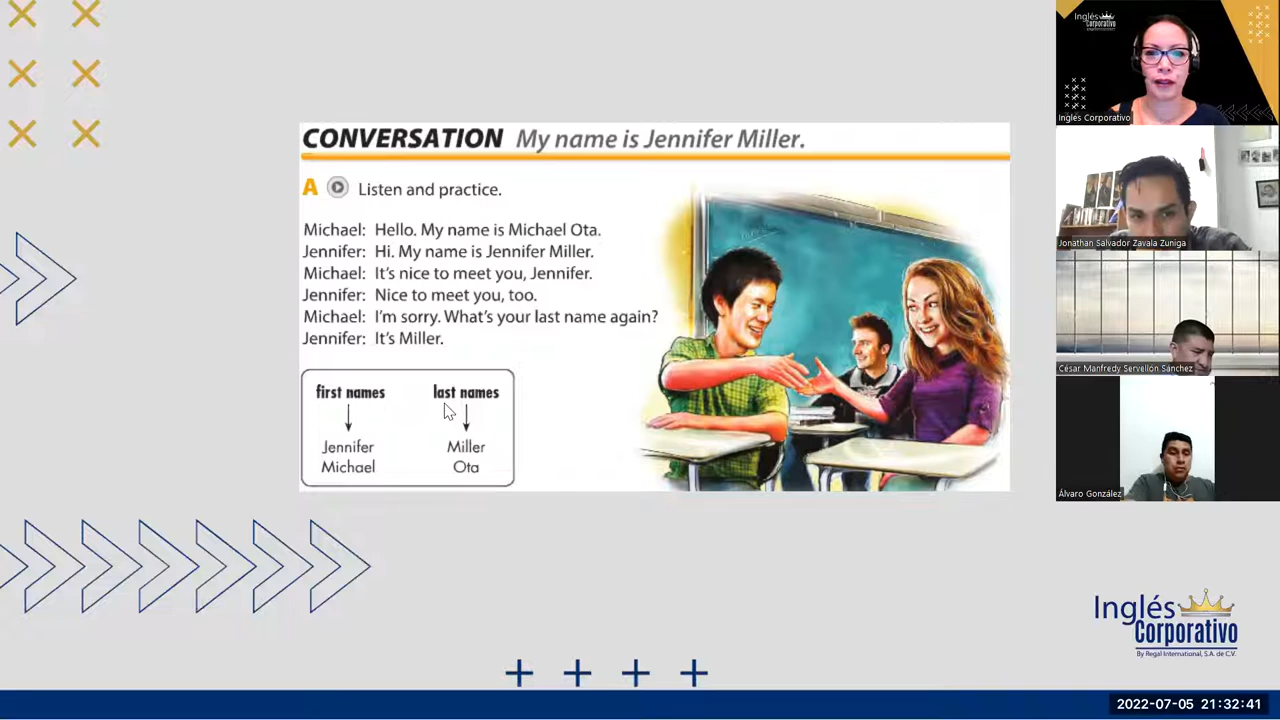 CONVERSATION My name is Jennifer Miller.
A Listen and practice.
Michael: Hello. My name is Michael Ota.
Jennifer: Hi. My name is Jennifer Miller.
Michael: It's nice to meet you, Jennifer.
Jennifer: Nice to meet you, too.
Michael: I'm sorry. What's your last name again?
Jennifer: It's Miller.
first names last names
Jennifer Miller
Michael Ota
Inglés
Corporativo
Inglés Corporativo
Jonathan Salvador Zavala Zuniga
César Manfredy Servellón Sánchez
Álvaro González
Inglés
Corporativo
By Regal International, S.A. de C.V.
2022-07-05 21:32:41